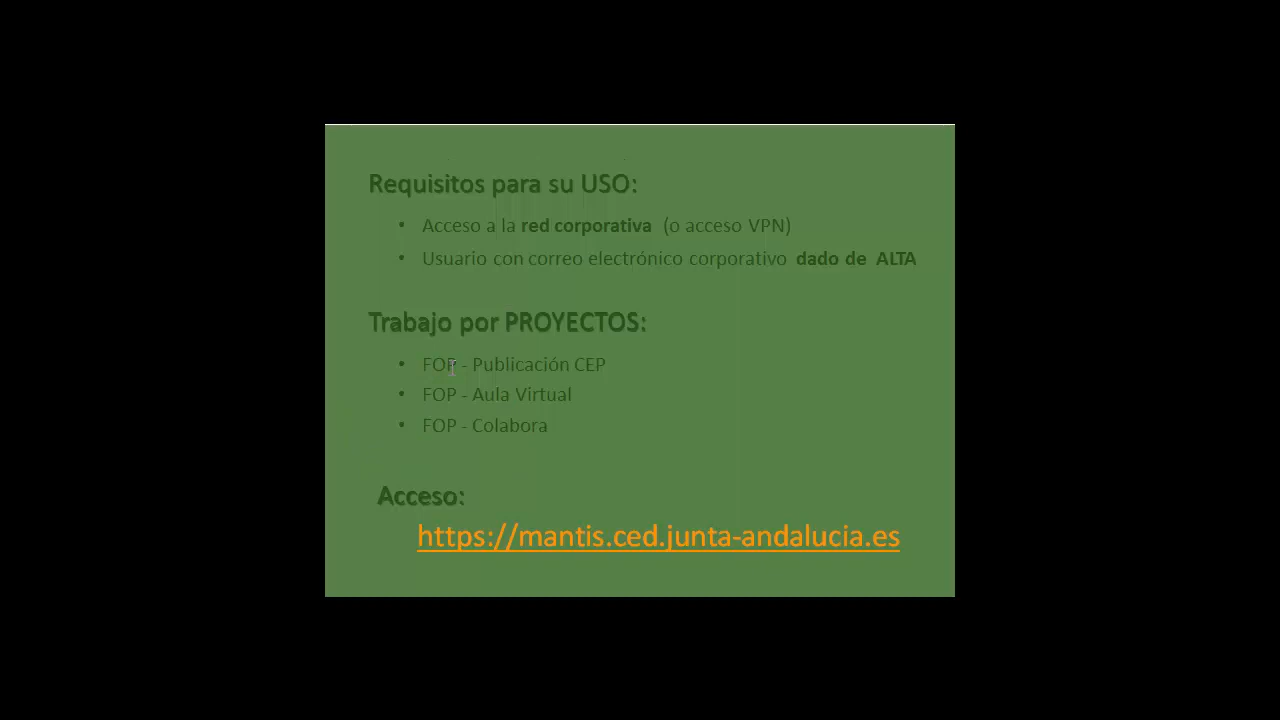 Requisitos para su USO:
• Acceso a la red corporativa (o acceso VPN)
• Usuario con correo electrónico corporativo dado de ALTA
Trabajo por PROYECTOS:
• FOP - Publicación CEP
• FOP - Aula Virtual
• FOP - Colabora
Acceso:
https://mantis.ced.junta-andalucia.es